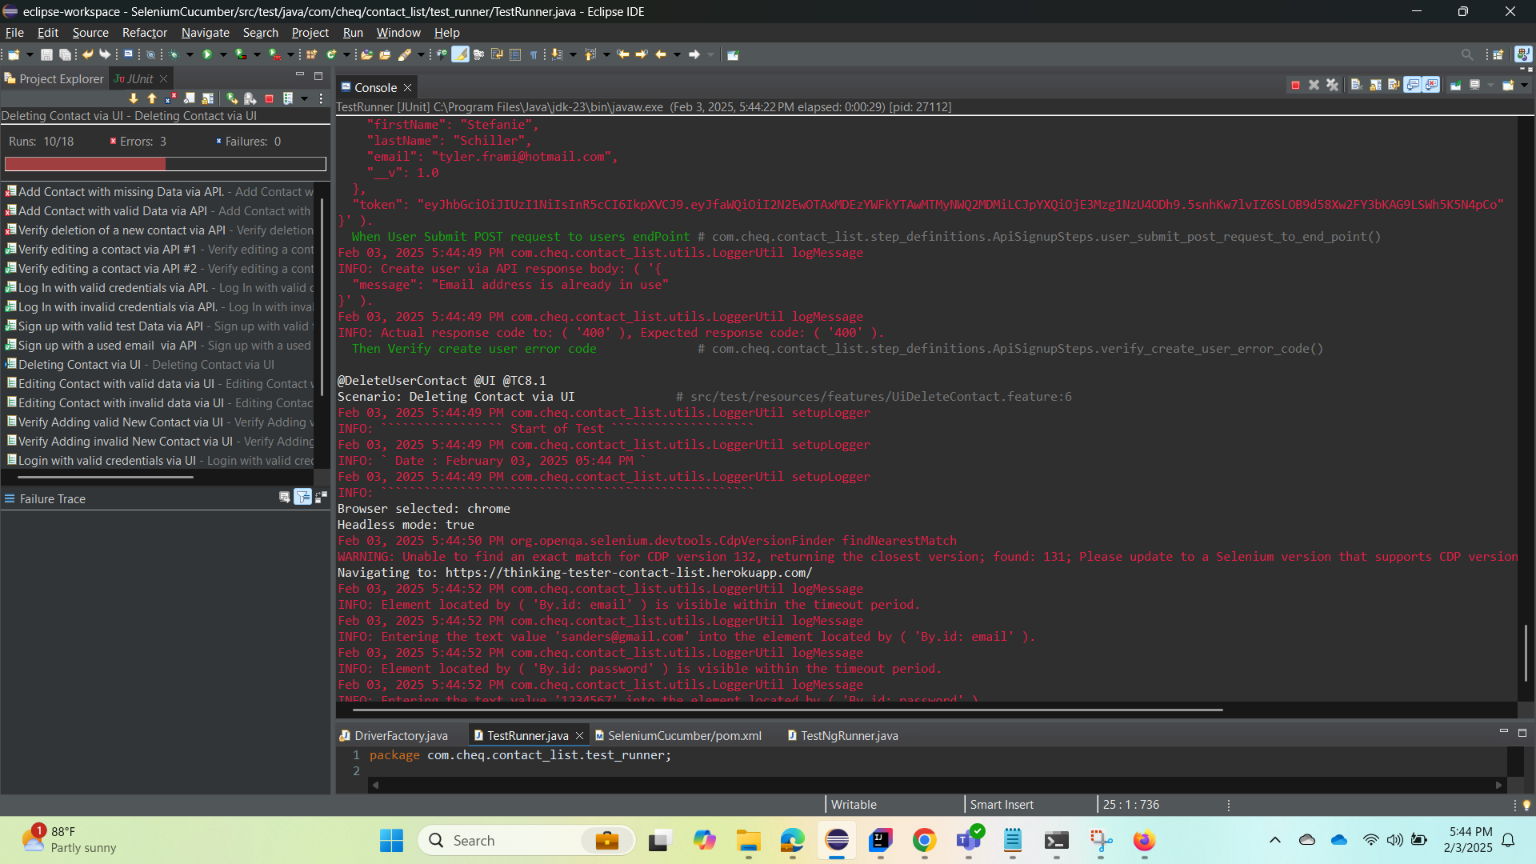 eclipse-workspace - SeleniumCucumber/src/test/java/com/cheq/contact_list/test_runner/TestRunner.java - Eclipse IDE
File Edit Source Refactor Navigate Search Project Run Window Help
Project Explorer JUnit
Console
TestRunner [JUnit] C:\Program Files\Java\jdk-23\bin\javaw.exe (Feb 3, 2025, 5:44:22 PM elapsed: 0:00:29) [pid: 27112]
Deleting Contact via UI - Deleting Contact via UI
Runs: 10/18 Errors: 3 Failures: 0
Add Contact with missing Data via API. - Add Contact w
Add Contact with valid Data via API - Add Contact with
Verify deletion of a new contact via API - Verify deletion
Verify editing a contact via API #1 - Verify editing a cont
Verify editing a contact via API #2 - Verify editing a cont
Log In with valid credentials via API. - Log In with valid c
Log In with invalid credentials via API. - Log In with inva
Sign up with valid test Data via API - Sign up with valid
Sign up with a used email via API - Sign up with a used
Deleting Contact via UI - Deleting Contact via UI
Editing Contact with valid data via UI - Editing Contact
Editing Contact with invalid data via UI - Editing Contac
Verify Adding valid New Contact via UI - Verify Adding
Verify Adding invalid New Contact via UI - Verify Adding
Login with valid credentials via UI - Login with valid cre
Failure Trace
"firstName": "Stefanie",
"lastName": "Schiller",
"email": "tyler.frami@hotmail.com",
"__v": 1.0
},
"token": "eyJhbGciOiJIUzI1NiIsInR5cCI6IkpXVCJ9.eyJfaWQiOiI2N2EwOTAxMDEzYWFkYTAwMTMyNWQ2MDMiLCJpYXQiOjE3Mzg1NzU4ODh9.5snhKw7lvIZ6SLOB9d58Xw2FY3bKAG9LSWh5K5N4pCo"
}' ).
When User Submit POST request to users endPoint # com.cheq.contact_list.step_definitions.ApiSignupSteps.user_submit_post_request_to_end_point()
Feb 03, 2025 5:44:49 PM com.cheq.contact_list.utils.LoggerUtil logMessage
INFO: Create user via API response body: ( '{
"message": "Email address is already in use"
}' ).
Feb 03, 2025 5:44:49 PM com.cheq.contact_list.utils.LoggerUtil logMessage
INFO: Actual response code to: ( '400' ), Expected response code: ( '400' ).
Then Verify create user error code # com.cheq.contact_list.step_definitions.ApiSignupSteps.verify_create_user_error_code()
@DeleteUserContact @UI @TC8.1
Scenario: Deleting Contact via UI # src/test/resources/features/UiDeleteContact.feature:6
Feb 03, 2025 5:44:49 PM com.cheq.contact_list.utils.LoggerUtil setupLogger
INFO: ````````````````` Start of Test ````````````````````
Feb 03, 2025 5:44:49 PM com.cheq.contact_list.utils.LoggerUtil setupLogger
INFO: ` Date : February 03, 2025 05:44 PM `
Feb 03, 2025 5:44:49 PM com.cheq.contact_list.utils.LoggerUtil setupLogger
INFO: ````````````````````````````````````````````````````
Browser selected: chrome
Headless mode: true
Feb 03, 2025 5:44:50 PM org.openqa.selenium.devtools.CdpVersionFinder findNearestMatch
WARNING: Unable to find an exact match for CDP version 132, returning the closest version; found: 131; Please update to a Selenium version that supports CDP version
Navigating to: https://thinking-tester-contact-list.herokuapp.com/
Feb 03, 2025 5:44:52 PM com.cheq.contact_list.utils.LoggerUtil logMessage
INFO: Element located by ( 'By.id: email' ) is visible within the timeout period.
Feb 03, 2025 5:44:52 PM com.cheq.contact_list.utils.LoggerUtil logMessage
INFO: Entering the text value 'sanders@gmail.com' into the element located by ( 'By.id: email' ).
Feb 03, 2025 5:44:52 PM com.cheq.contact_list.utils.LoggerUtil logMessage
INFO: Element located by ( 'By.id: password' ) is visible within the timeout period.
Feb 03, 2025 5:44:52 PM com.cheq.contact_list.utils.LoggerUtil logMessage
INFO: Entering the text value '1234567' into the element located by ( 'By.id: password' )
DriverFactory.java TestRunner.java SeleniumCucumber/pom.xml TestNgRunner.java
1 package com.cheq.contact_list.test_runner;
2
Writable Smart Insert 25 : 1 : 736
1 88°F
Partly sunny
Search
5:44 PM
2/3/2025